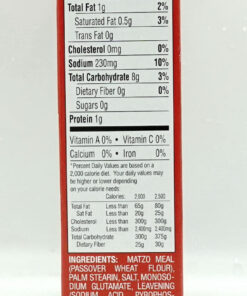 Total Fat 1g 2%
Saturated Fat 0.5g 3%
Trans Fat 0g
Cholesterol 0mg 0%
Sodium 230mg 10%
Total Carbohydrate 8g 3%
Dietary Fiber 0g 0%
Sugars 0g
Protein 1g
Vitamin A 0% • Vitamin C 0%
Calcium 0% • Iron 0%
*Percent Daily Values are based on a
2,000 calorie diet. Your daily values may
be higher or lower depending
on your calorie needs:
Calories: 2,000 2,500
Total Fat Less than 65g 80g
Sat Fat Less than 20g 25g
Cholesterol Less than 300mg 300mg
Sodium Less than 2,400mg 2,400mg
Total Carbohydrate 300g 375g
Dietary Fiber 25g 30g
INGREDIENTS: MATZO MEAL
(PASSOVER WHEAT FLOUR),
PALM STEARIN, SALT, MONOSO-
DIUM GLUTAMATE, LEAVENING
(SODIUM ACID PYROPHOS-